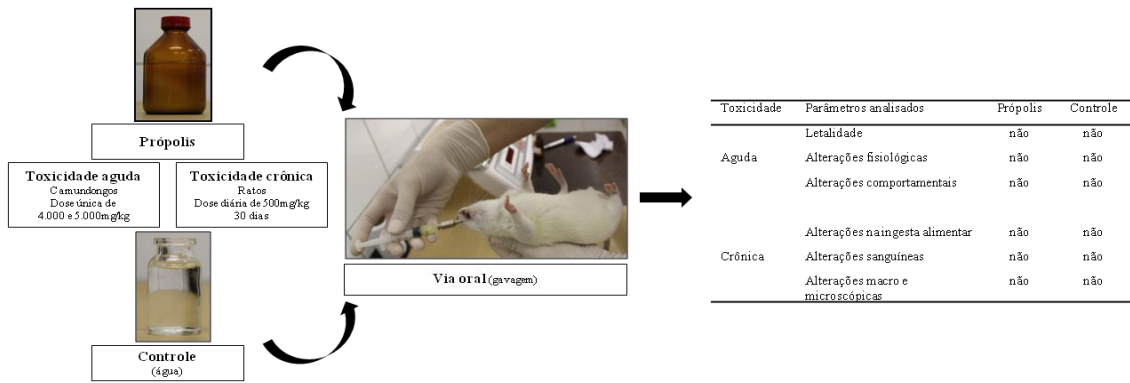 Própolis
Toxicidade aguda
Camundongos
Dose única de
4.000 e 5.000mg/kg
Toxicidade crônica
Ratos
Dose diária de 500mg/kg
30 dias
Controle
(água)
Via oral (gavagem)
Toxicidade Parâmetros analisados Própolis Controle
Letalidade não não
Aguda Alterações fisiológicas não não
Alterações comportamentais não não
Alterações na ingesta alimentar não não
Crônica Alterações sanguíneas não não
Alterações macro e não não
microscópicas